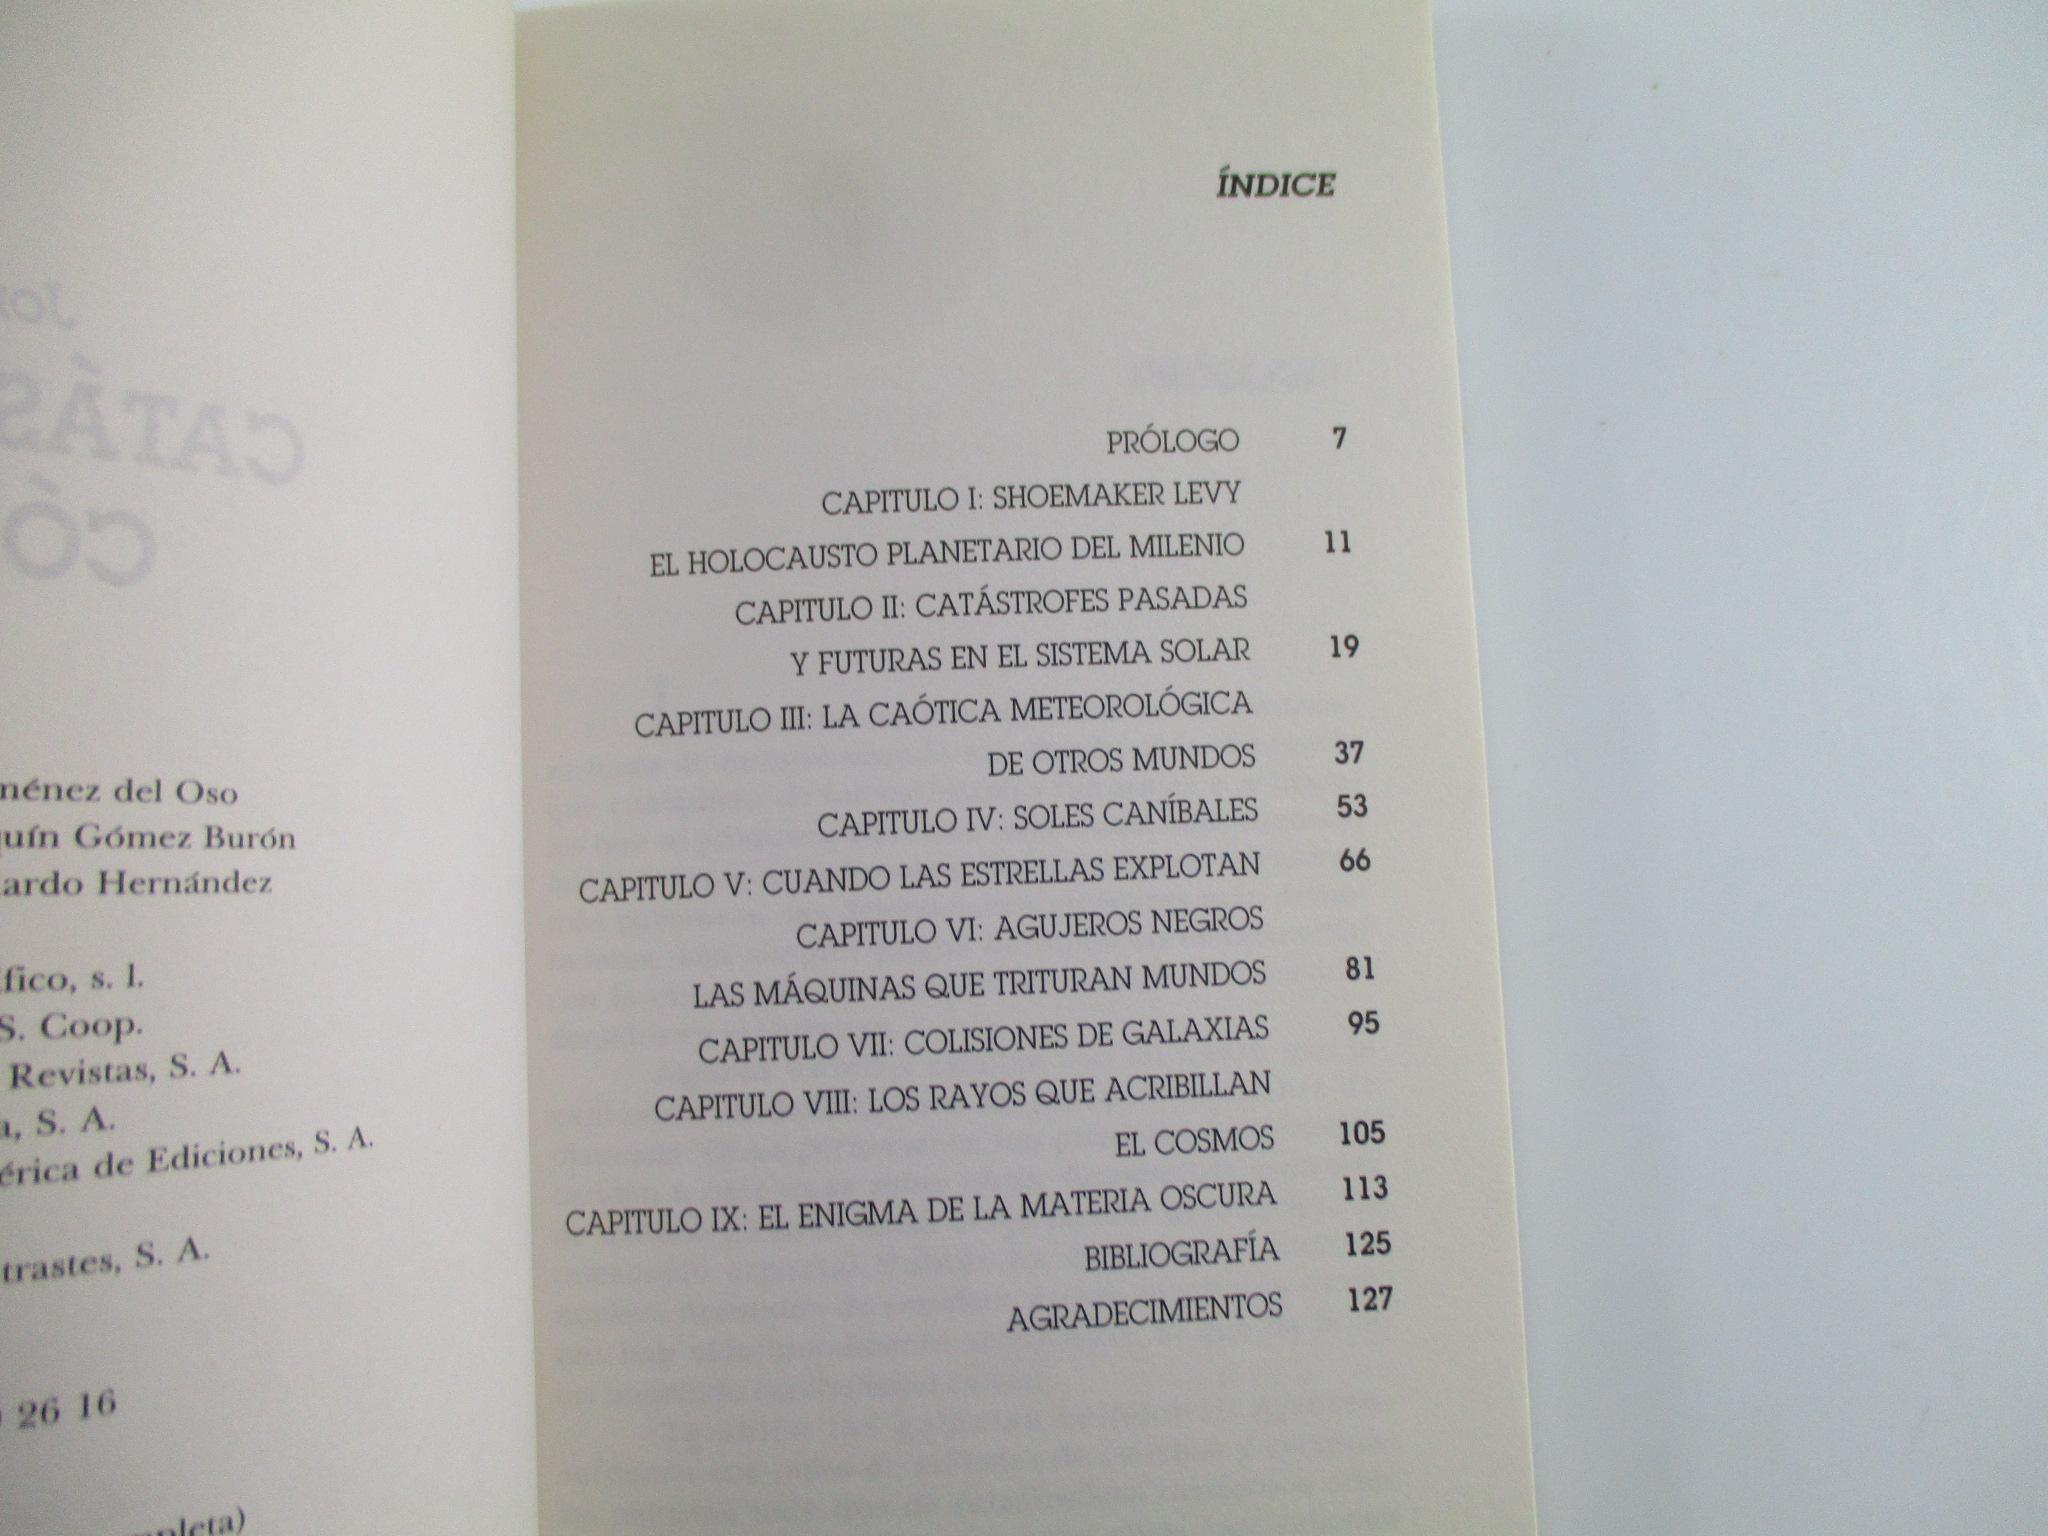 ménez del Oso
quín Gómez Burón
ardo Hernández
fico, s. l.
S. Coop.
Revistas, S. A.
a, S. A.
érica de Ediciones, S. A.
trastes, S. A.
26 16
mpleta)
ÍNDICE
PRÓLOGO 7
CAPITULO I: SHOEMAKER LEVY
EL HOLOCAUSTO PLANETARIO DEL MILENIO 11
CAPITULO II: CATÁSTROFES PASADAS
Y FUTURAS EN EL SISTEMA SOLAR 19
CAPITULO III: LA CAÓTICA METEOROLÓGICA
DE OTROS MUNDOS 37
CAPITULO IV: SOLES CANÍBALES 53
CAPITULO V: CUANDO LAS ESTRELLAS EXPLOTAN 66
CAPITULO VI: AGUJEROS NEGROS
LAS MÁQUINAS QUE TRITURAN MUNDOS 81
CAPITULO VII: COLISIONES DE GALAXIAS 95
CAPITULO VIII: LOS RAYOS QUE ACRIBILLAN
EL COSMOS 105
CAPITULO IX: EL ENIGMA DE LA MATERIA OSCURA 113
BIBLIOGRAFÍA 125
AGRADECIMIENTOS 127